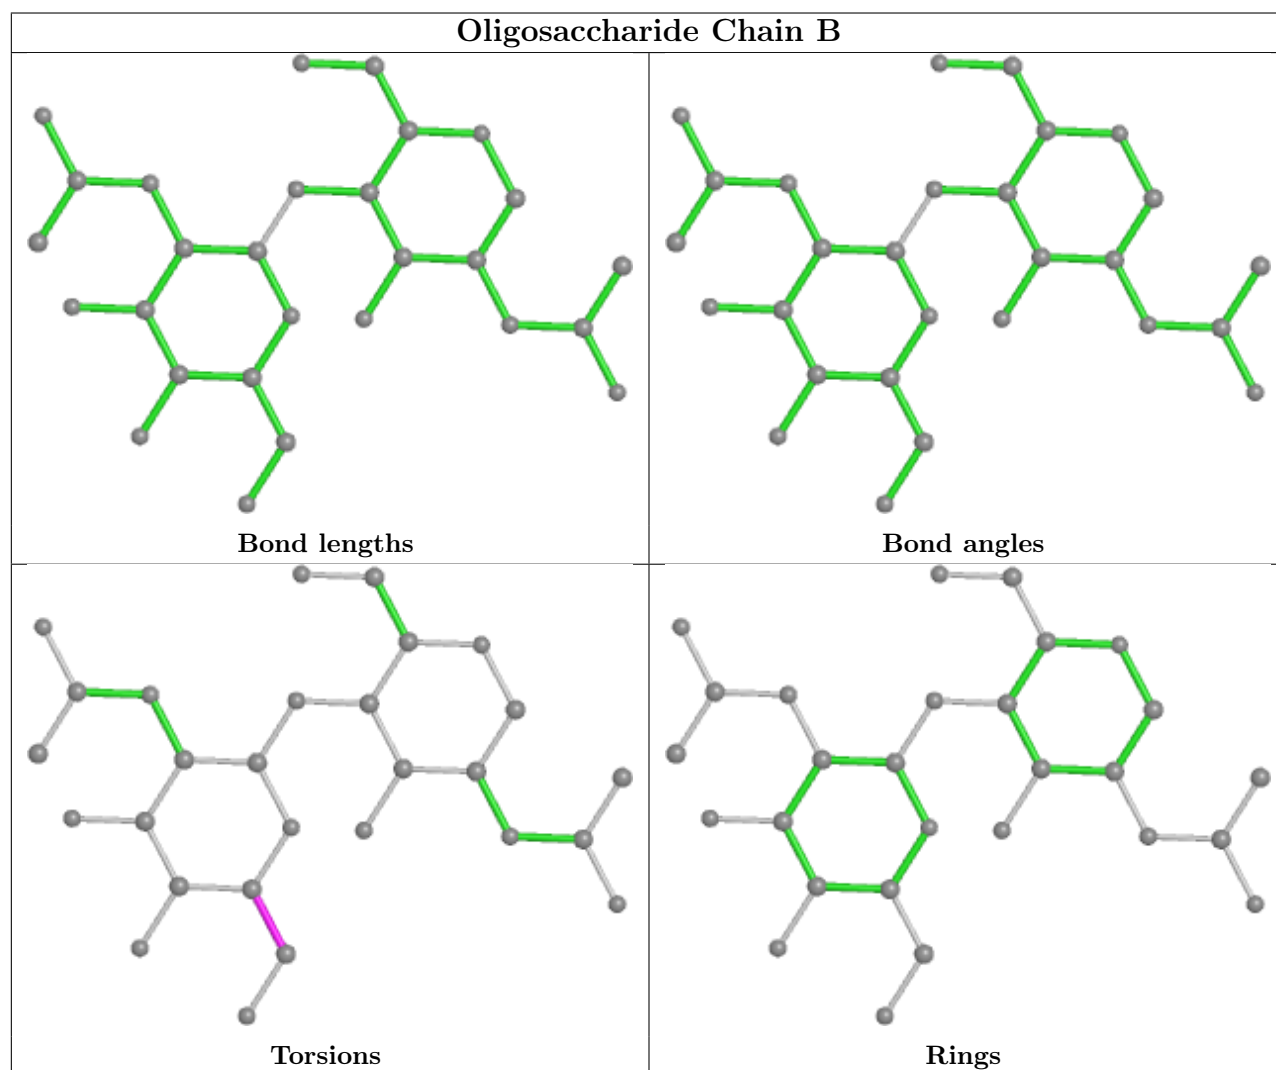 Oligosaccharide Chain B
Bond lengths
Bond angles
Torsions
Rings